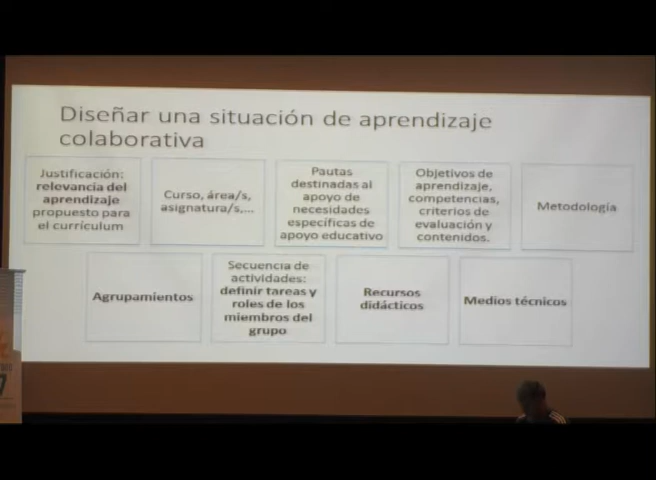 Diseñar una situación de aprendizaje
colaborativa
Justificación:
relevancia del
aprendizaje
propuesto para
el currículum
Curso, área/s,
asignatura/s,...
Pautas
destinadas al
apoyo de
necesidades
específicas de
apoyo educativo
Objetivos de
aprendizaje,
competencias,
criterios de
evaluación y
contenidos.
Metodología
Agrupamientos
Secuencia de
actividades:
definir tareas y
roles de los
miembros del
grupo
Recursos
didácticos
Medios técnicos
7